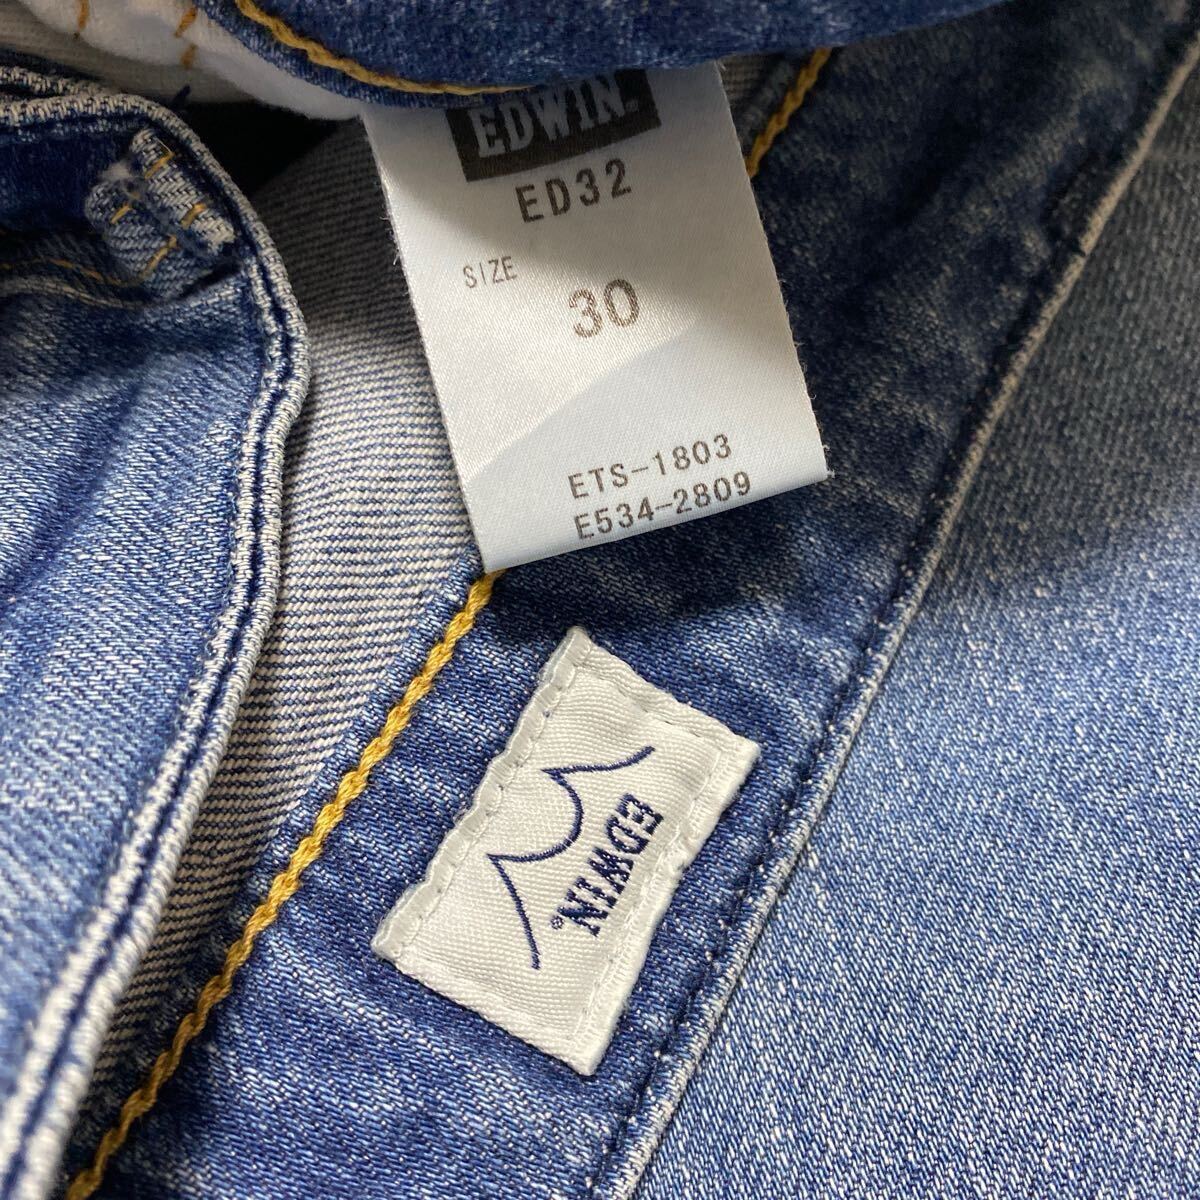 EDWIN.
ED32
SIZE
30
ETS-1803
E534-2809
EDWIN®